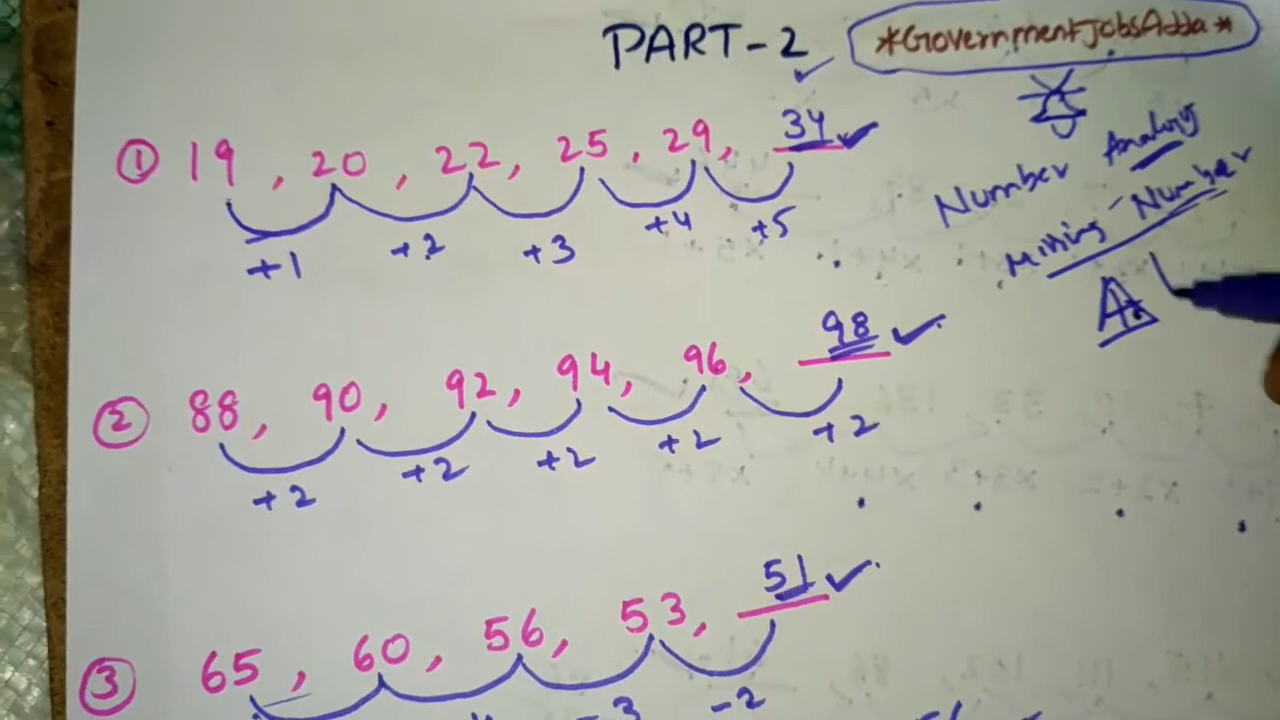 PART-2 *GovernmentJobsAdda*
① 19, 20, 22, 25, 29, 34
+1 +2 +3 +4 +5
Number Analogy
Missing-Number
② 88, 90, 92, 94, 96, 98
+2 +2 +2 +2 +2
③ 65, 60, 56, 53, 51
-3 -2